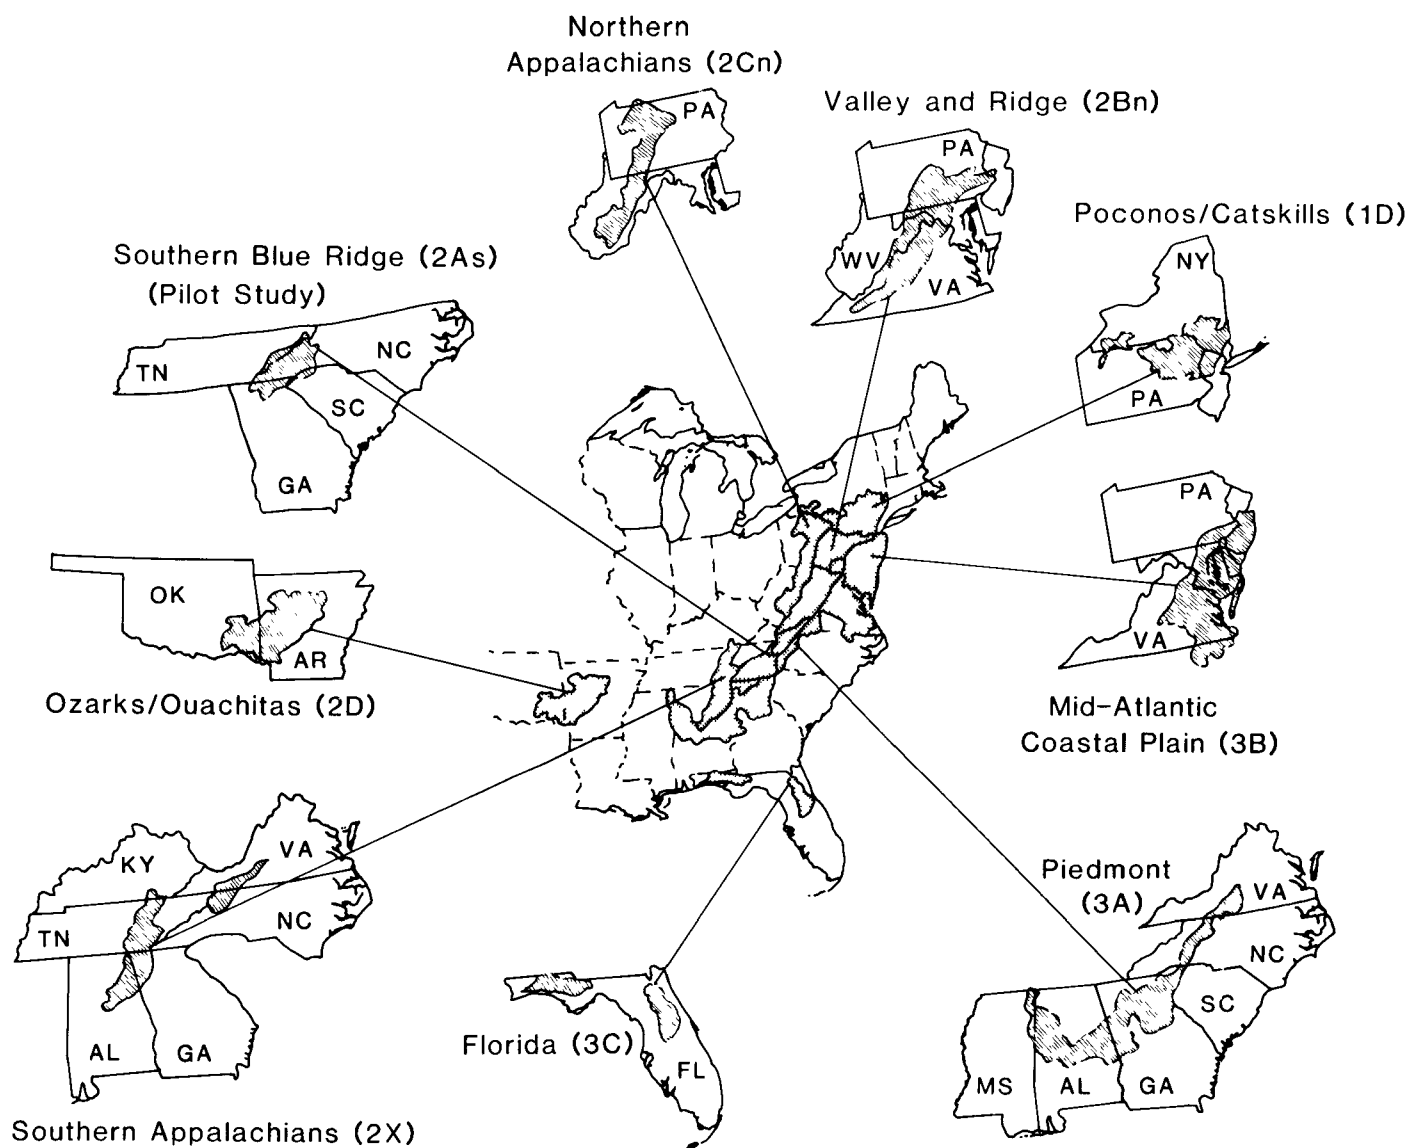 Northern
Appalachians (2Cn)
PA
Valley and Ridge (2Bn)
PA
WV
VA
Poconos/Catskills (1D)
NY
PA
Southern Blue Ridge (2As)
(Pilot Study)
TN
NC
SC
GA
PA
VA
Mid-Atlantic
Coastal Plain (3B)
OK
AR
Ozarks/Ouachitas (2D)
KY
VA
TN
NC
AL
GA
Southern Appalachians (2X)
Florida (3C)
FL
Piedmont
(3A)
VA
NC
SC
MS
AL
GA